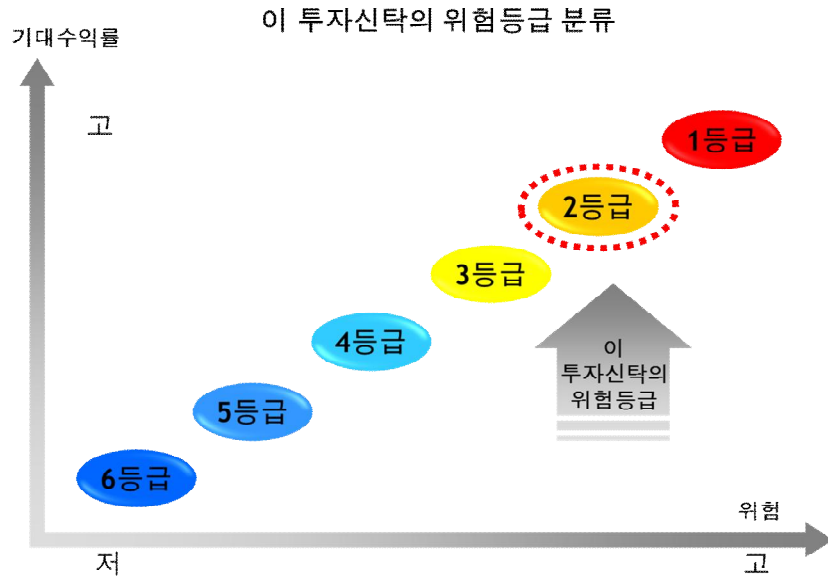 이 투자신탁의 위험등급 분류
기대수익률
고
1등급
2등급
3등급
4등급
5등급
6등급
이
투자신탁의
위험등급
위험
저
고